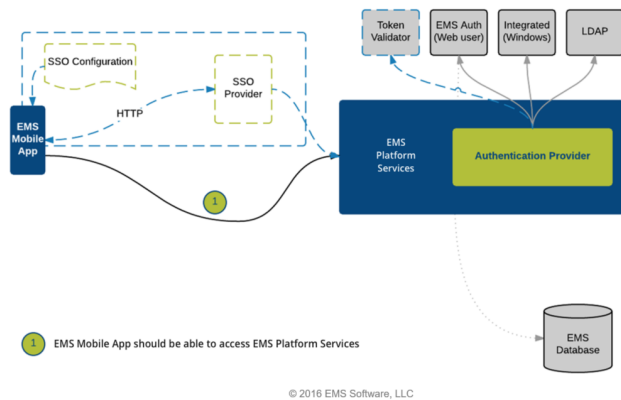 Token
Validator
EMS Auth
(Web user)
Integrated
(Windows)
LDAP
SSO Configuration
SSO
Provider
HTTP
EMS
Mobile
App
EMS
Platform
Services
Authentication Provider
1
EMS
Database
1
EMS Mobile App should be able to access EMS Platform Services
© 2016 EMS Software, LLC